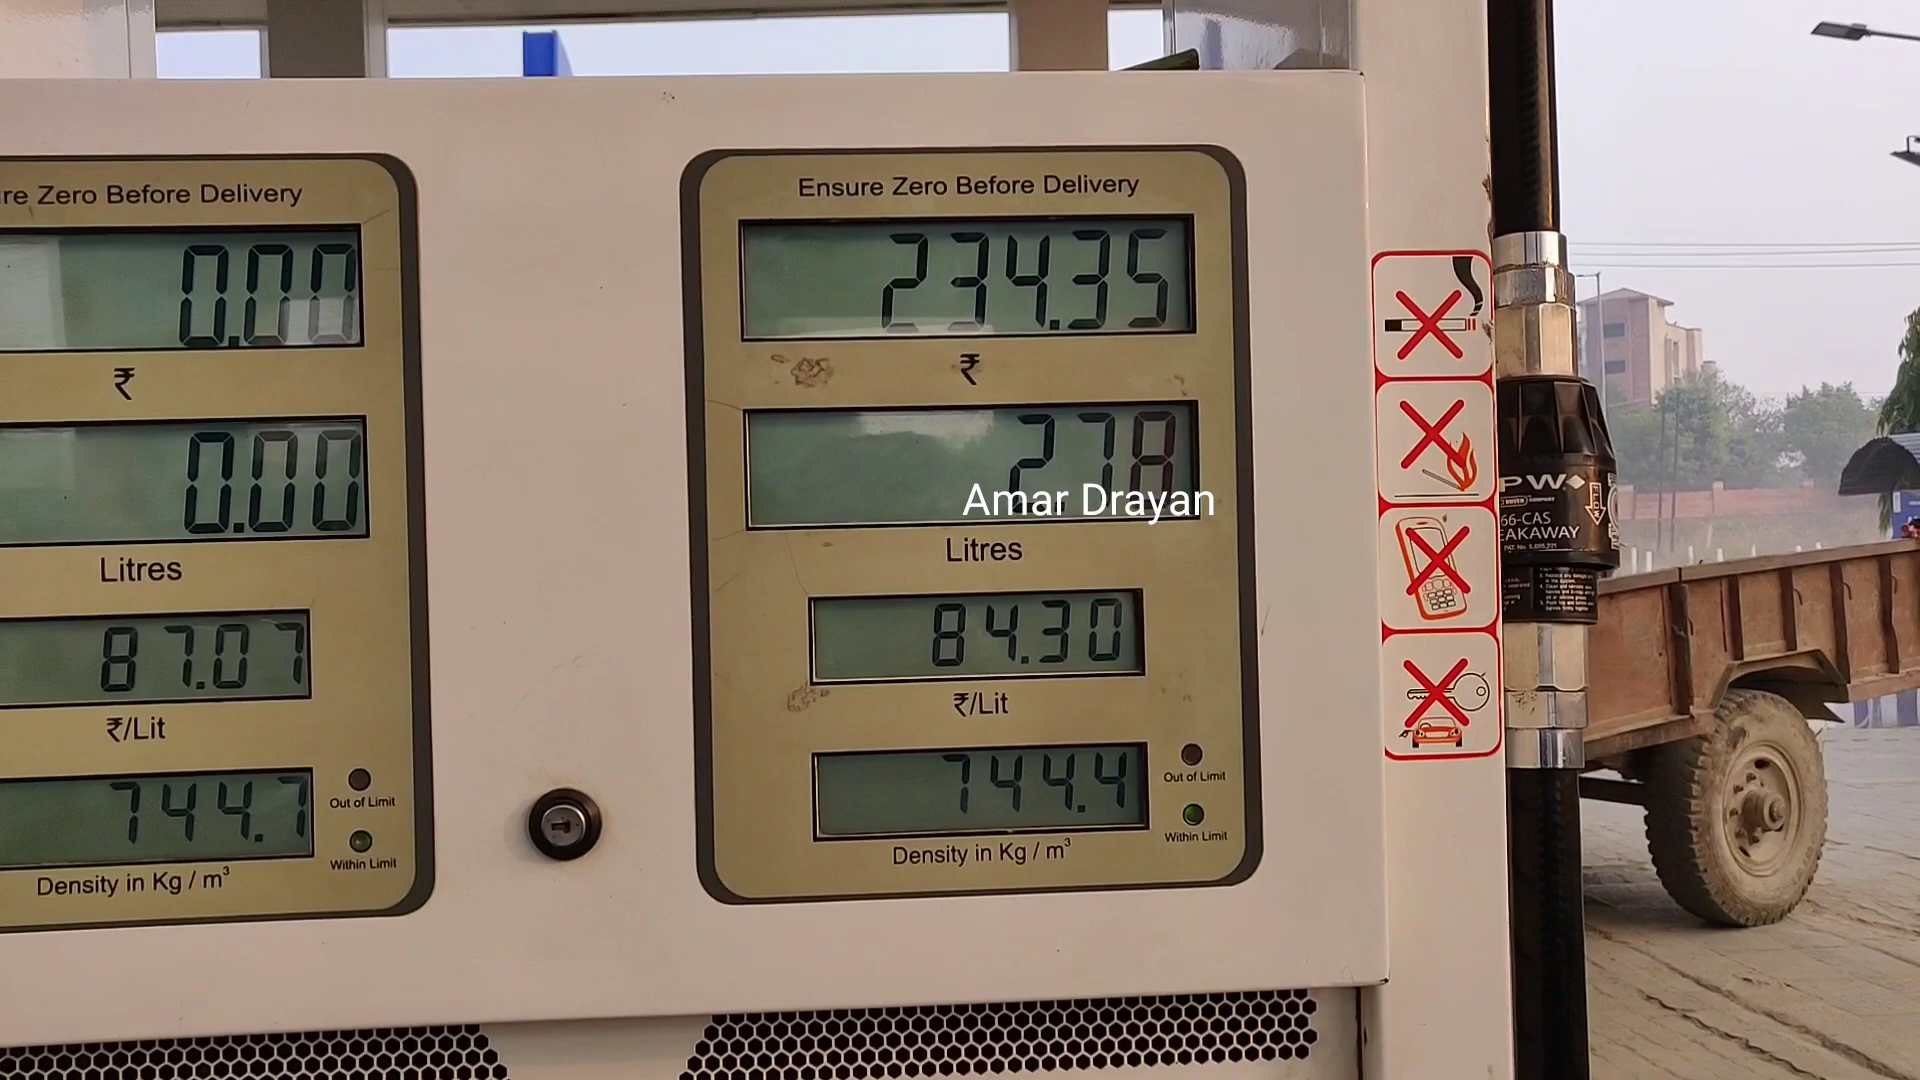 re Zero Before Delivery
0.00
₹
0.00
Litres
87.07
₹/Lit
744.7
Out of Limit
Within Limit
Density in Kg / m³
Ensure Zero Before Delivery
234.35
₹
2.78
Amar Drayan
Litres
84.30
₹/Lit
744.4
Out of Limit
Within Limit
Density in Kg / m³
PW
66-CAS
EAKAWAY